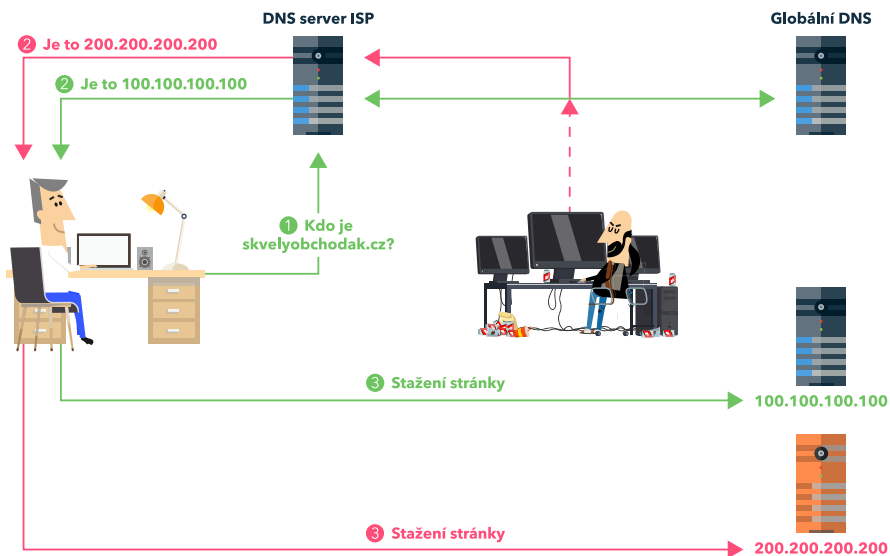 DNS server ISP
Globální DNS
2 Je to 200.200.200.200
2 Je to 100.100.100.100
1 Kdo je
skvelyobchodak.cz?
3 Stažení stránky
100.100.100.100
3 Stažení stránky
200.200.200.200